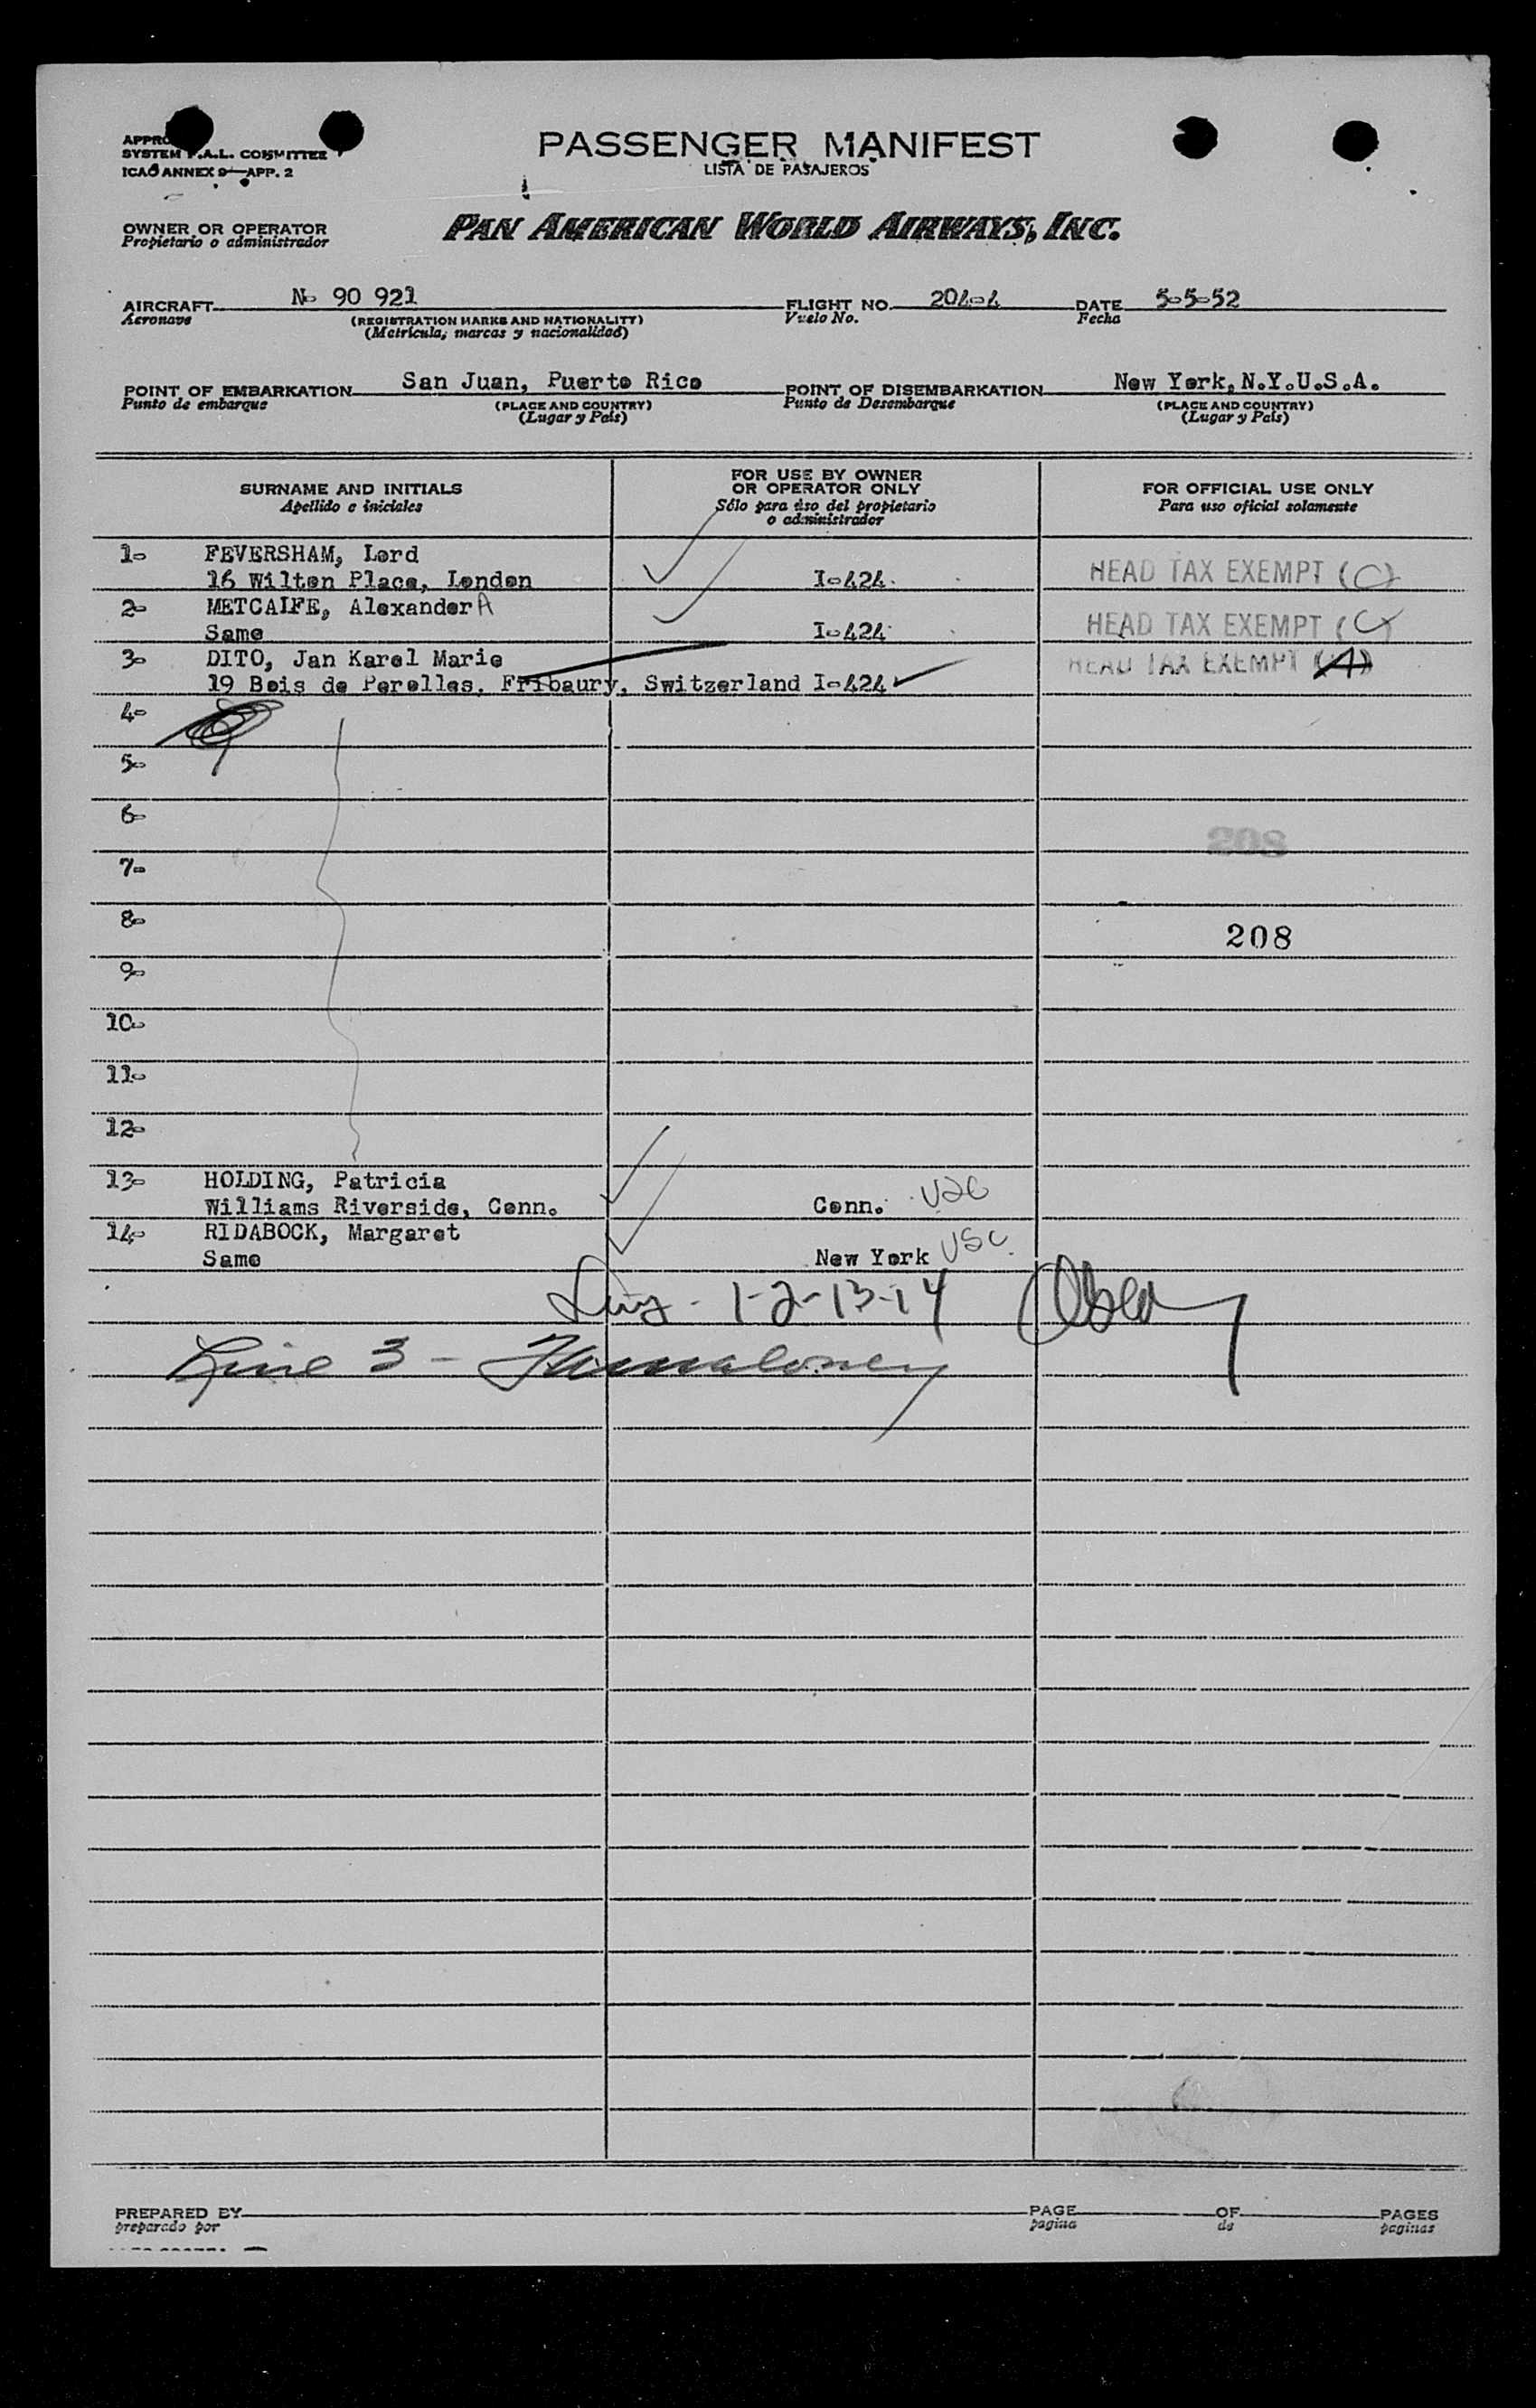 PASSENGER MANIFEST
LISTA DE PASAJEROS
SYSTEM F.A.L. COMMITTEE
ICAO ANNEX 9—APP. 2
OWNER OR OPERATOR
Propietario o administrador
PAN AMERICAN WORLD AIRWAYS, INC.
AIRCRAFT N- 90 921 FLIGHT NO. 204-4 DATE 5-5-52
Aeronave (REGISTRATION MARKS AND NATIONALITY) Vuelo No. Fecha
(Matrícula, marcas y nacionalidad)
POINT OF EMBARKATION San Juan, Puerto Rico POINT OF DISEMBARKATION New York, N.Y.U.S.A.
Punto de embarque (PLACE AND COUNTRY) Punto de Desembarque (PLACE AND COUNTRY)
(Lugar y País) (Lugar y País)
SURNAME AND INITIALS
Apellido e iniciales
FOR USE BY OWNER
OR OPERATOR ONLY
Sólo para uso del propietario
o administrador
FOR OFFICIAL USE ONLY
Para uso oficial solamente
1- FEVERSHAM, Lord
16 Wilton Place, London I-424 HEAD TAX EXEMPT (C)
2- METCALFE, Alexander A
Same I-424 HEAD TAX EXEMPT (C)
3- DITO, Jan Karel Marie HEAD TAX EXEMPT
19 Bois de Perolles, Fribaury, Switzerland I-424
4-
5-
6-
208
7-
8-
208
9-
10-
11-
12-
13- HOLDING, Patricia
Williams Riverside, Conn. Conn. USC
14- RIDABOCK, Margaret
Same New York USC
1-2-13-14
Line 3 -
PREPARED BY PAGE OF PAGES
preparado por pagina de paginas